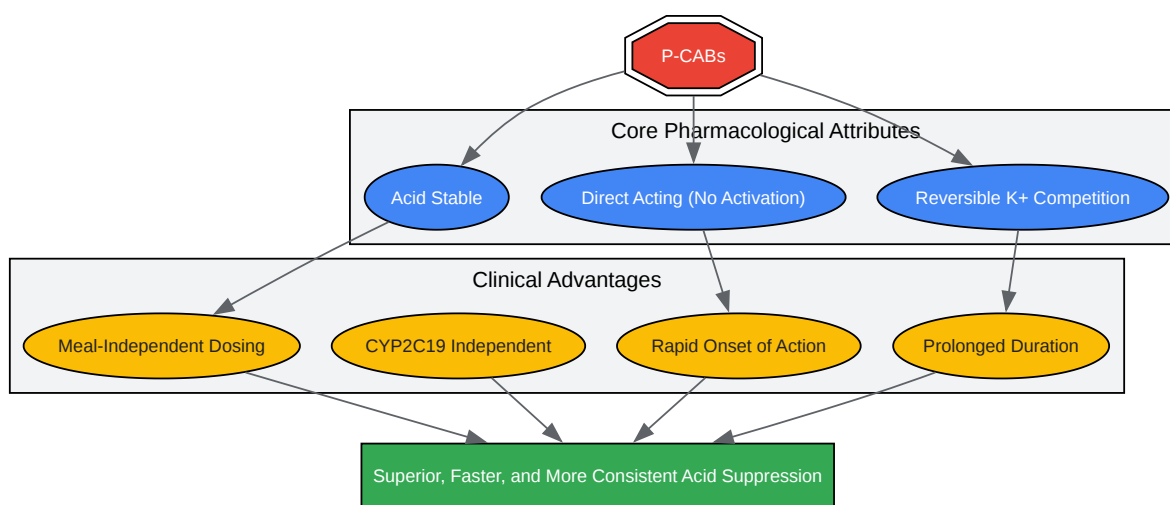 P-CABs
Core Pharmacological Attributes
Acid Stable
Direct Acting (No Activation)
Reversible K+ Competition
Clinical Advantages
Meal-Independent Dosing
CYP2C19 Independent
Rapid Onset of Action
Prolonged Duration
Superior, Faster, and More Consistent Acid Suppression